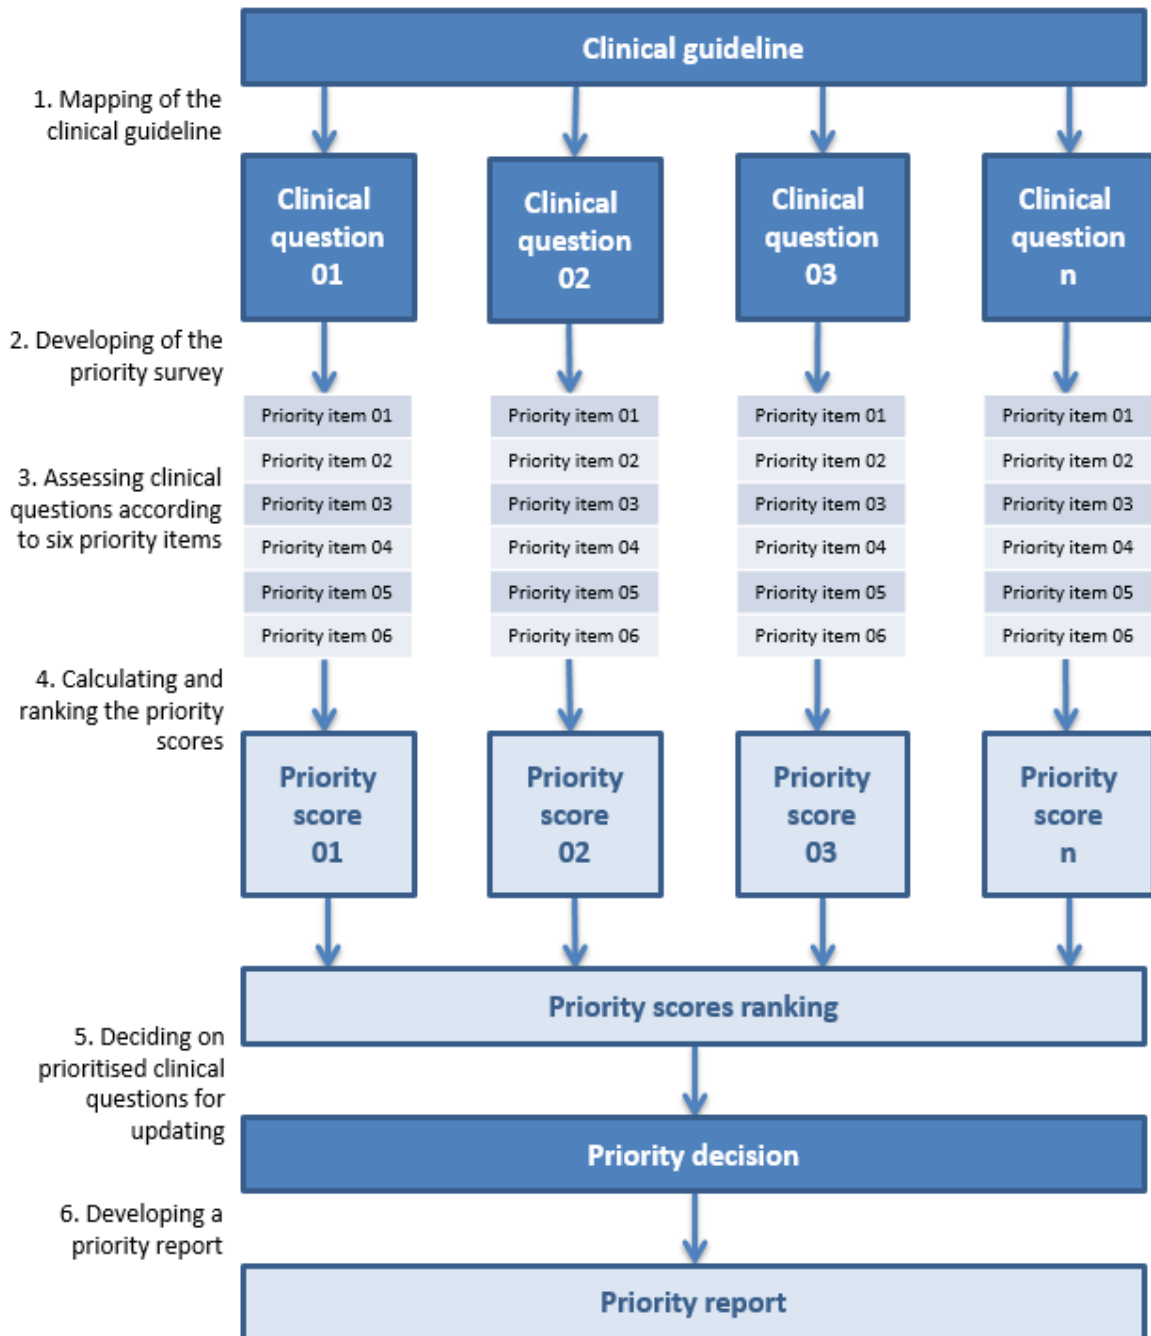 Clinical guideline
1. Mapping of the
clinical guideline
Clinical
question
01
Clinical
question
02
Clinical
question
03
Clinical
question
n
2. Developing of the
priority survey
Priority item 01
Priority item 02
Priority item 03
Priority item 04
Priority item 05
Priority item 06
Priority item 01
Priority item 02
Priority item 03
Priority item 04
Priority item 05
Priority item 06
Priority item 01
Priority item 02
Priority item 03
Priority item 04
Priority item 05
Priority item 06
Priority item 01
Priority item 02
Priority item 03
Priority item 04
Priority item 05
Priority item 06
3. Assessing clinical
questions according
to six priority items
4. Calculating and
ranking the priority
scores
Priority
score
01
Priority
score
02
Priority
score
03
Priority
score
n
Priority scores ranking
5. Deciding on
prioritised clinical
questions for
updating
Priority decision
6. Developing a
priority report
Priority report